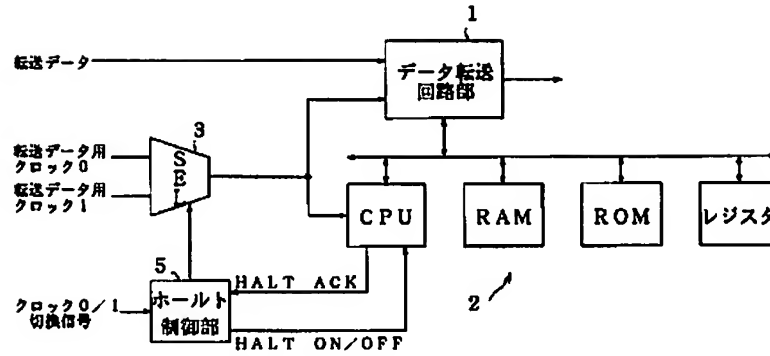 1
転送データ
データ転送
回路部
3
転送データ用
クロック0
転送データ用
クロック1
SEL
CPU
RAM
ROM
レジスタ
5
HALT ACK
2
クロック0/1
切換信号
ホールト
制御部
HALT ON/OFF